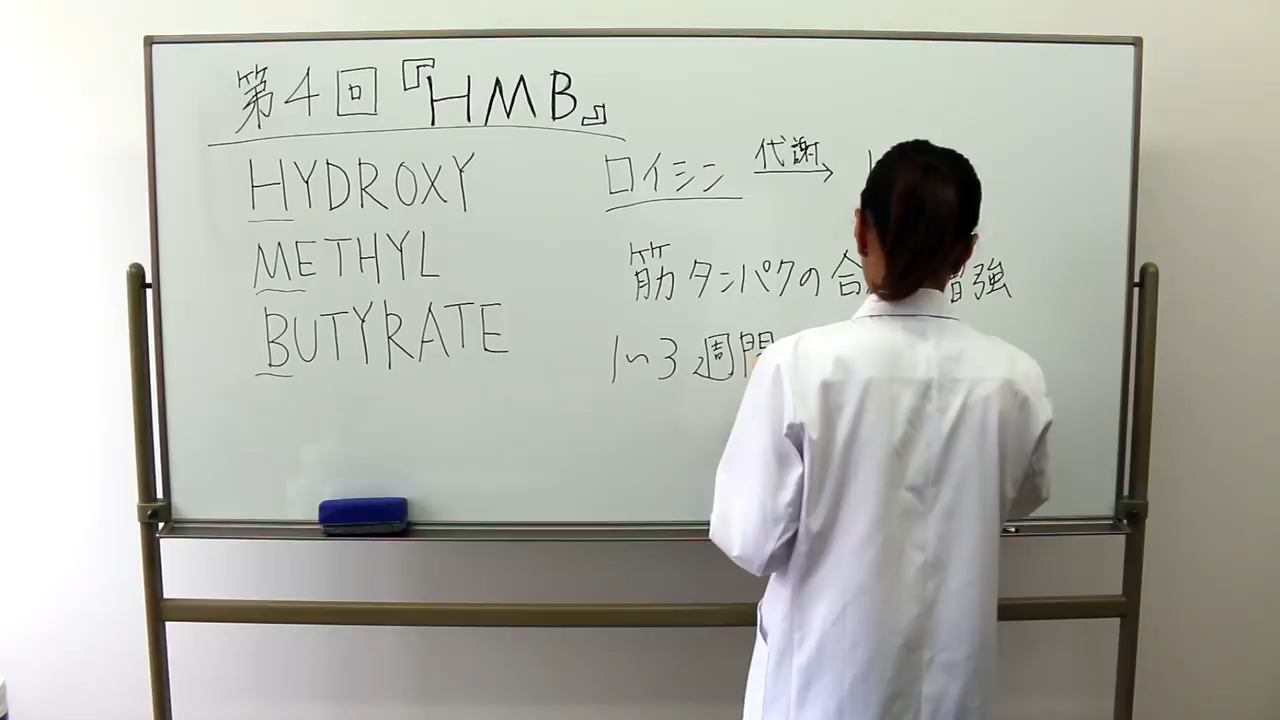 第4回『HMB』
HYDROXY
METHYL
BUTYRATE
ロイシン 代謝→
筋タンパクの合 増強
1〜3週間